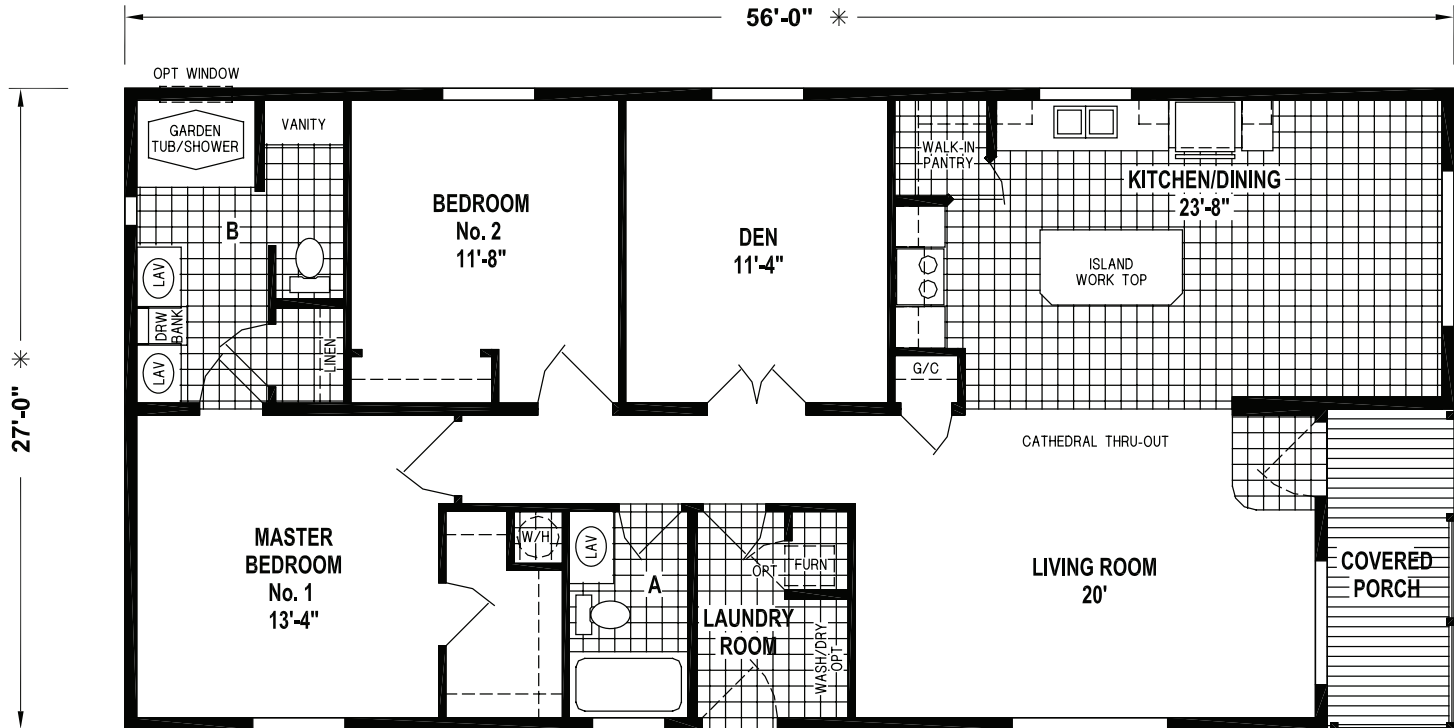 56'-0" ✳
OPT WINDOW
GARDEN
TUB/SHOWER
VANITY
B
LAV
DRW
BANK
LAV
LINEN
BEDROOM
No. 2
11'-8"
DEN
11'-4"
WALK-IN
PANTRY
KITCHEN/DINING
23'-8"
ISLAND
WORK TOP
G/C
27'-0" ✳
CATHEDRAL THRU-OUT
MASTER
BEDROOM
No. 1
13'-4"
W/H
LAV
A
OPT
FURN
LAUNDRY
ROOM
WASH/DRY
OPT
LIVING ROOM
20'
COVERED
PORCH